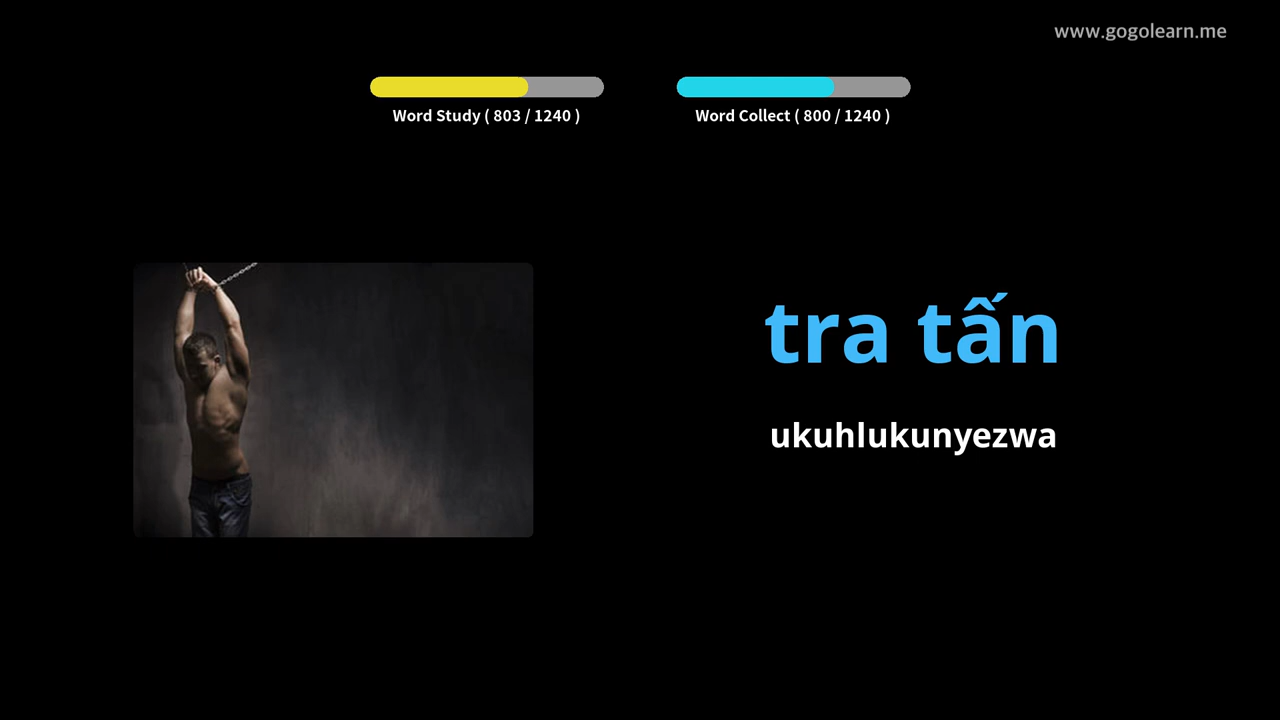 www.gogolearn.me
Word Study ( 803 / 1240 )
Word Collect ( 800 / 1240 )
tra tấn
ukuhlukunyezwa